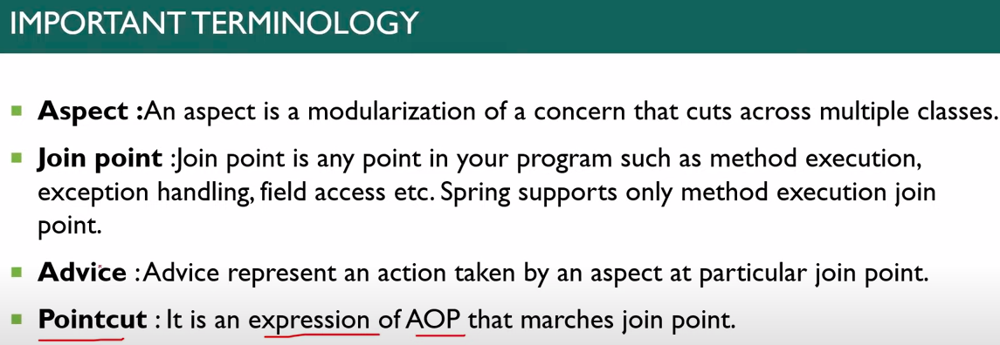 IMPORTANT TERMINOLOGY
Aspect :An aspect is a modularization of a concern that cuts across multiple classes.
Join point :Join point is any point in your program such as method execution,
exception handling, field access etc. Spring supports only method execution join
point.
Advice :Advice represent an action taken by an aspect at particular join point.
Pointcut : It is an expression of AOP that marches join point.